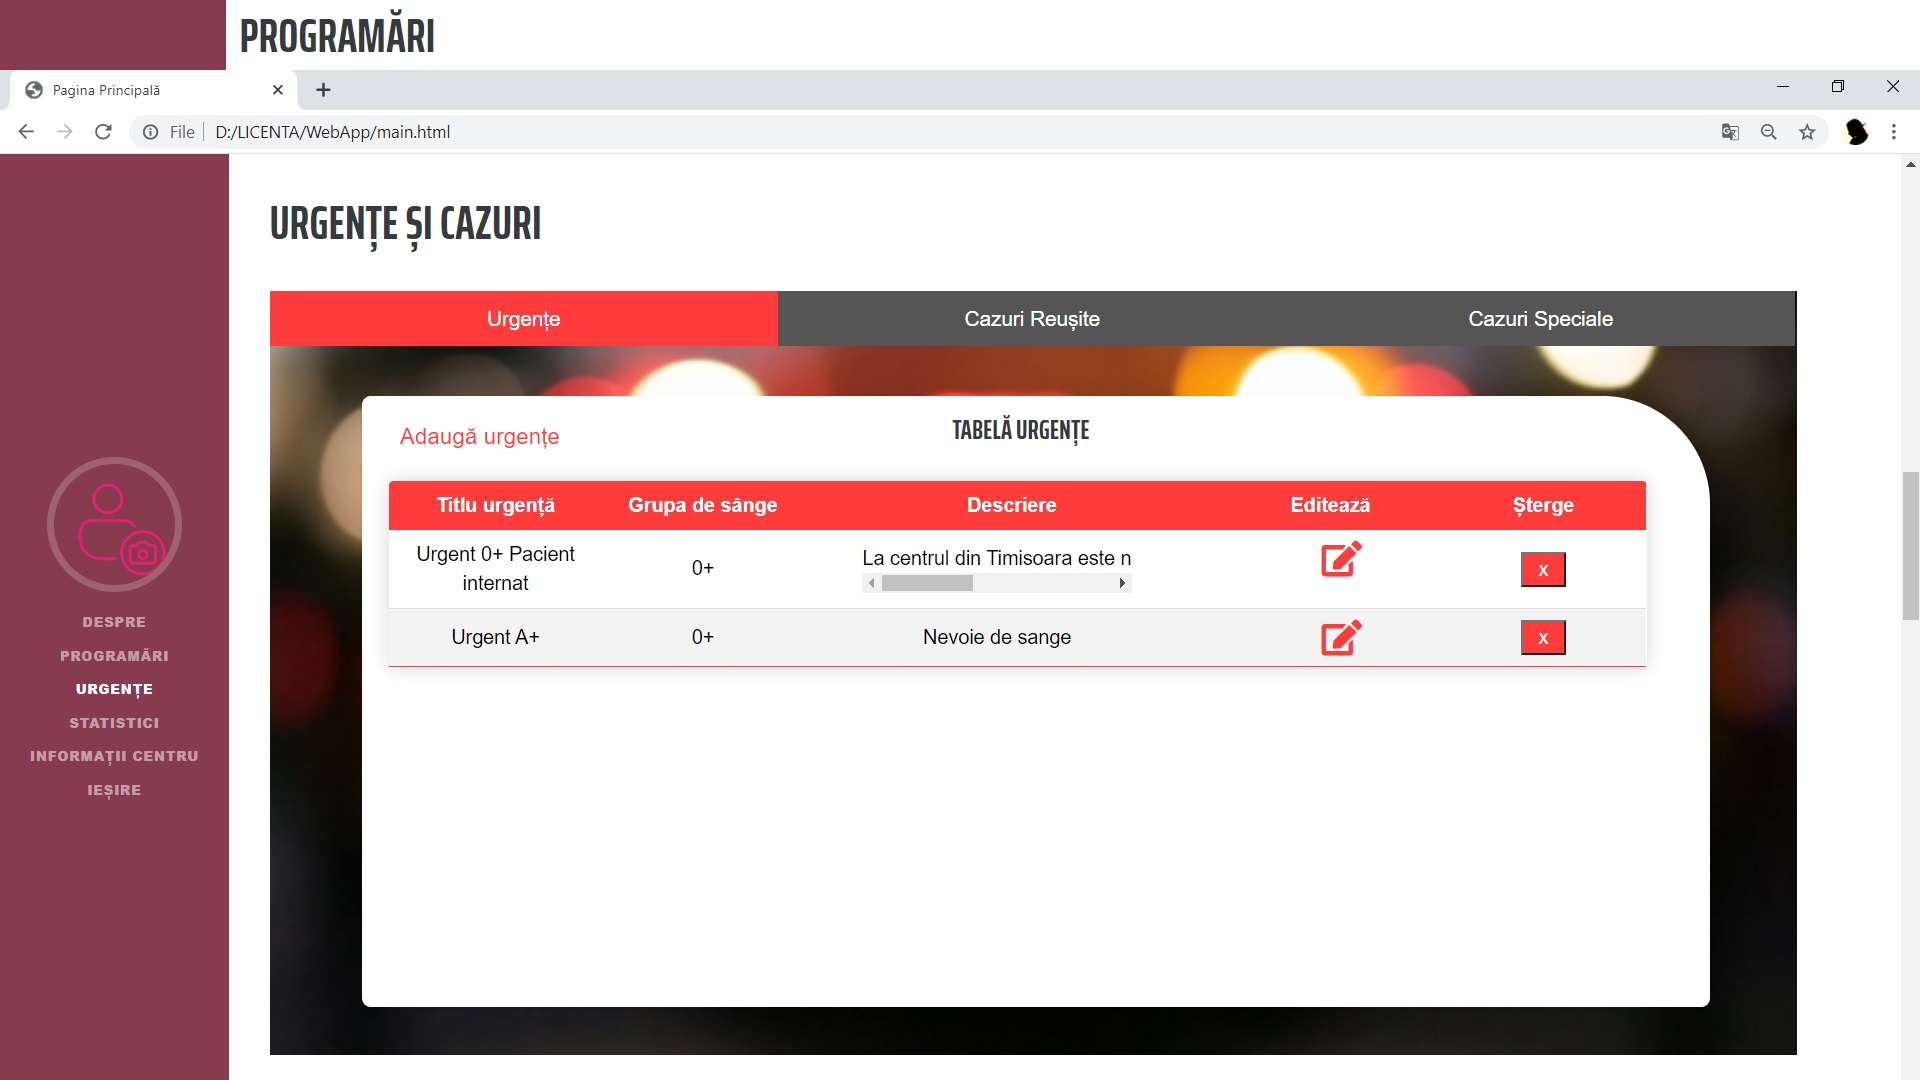 PROGRAMĂRI
Pagina Principală
File D:/LICENTA/WebApp/main.html
URGENȚE ȘI CAZURI
Urgențe Cazuri Reușite Cazuri Speciale
Adaugă urgențe
TABELĂ URGENȚE
Titlu urgență Grupa de sânge Descriere Editează Șterge
Urgent 0+ Pacient
internat
0+
La centrul din Timisoara este n
x
Urgent A+ 0+ Nevoie de sange x
DESPRE
PROGRAMĂRI
URGENȚE
STATISTICI
INFORMAȚII CENTRU
IEȘIRE